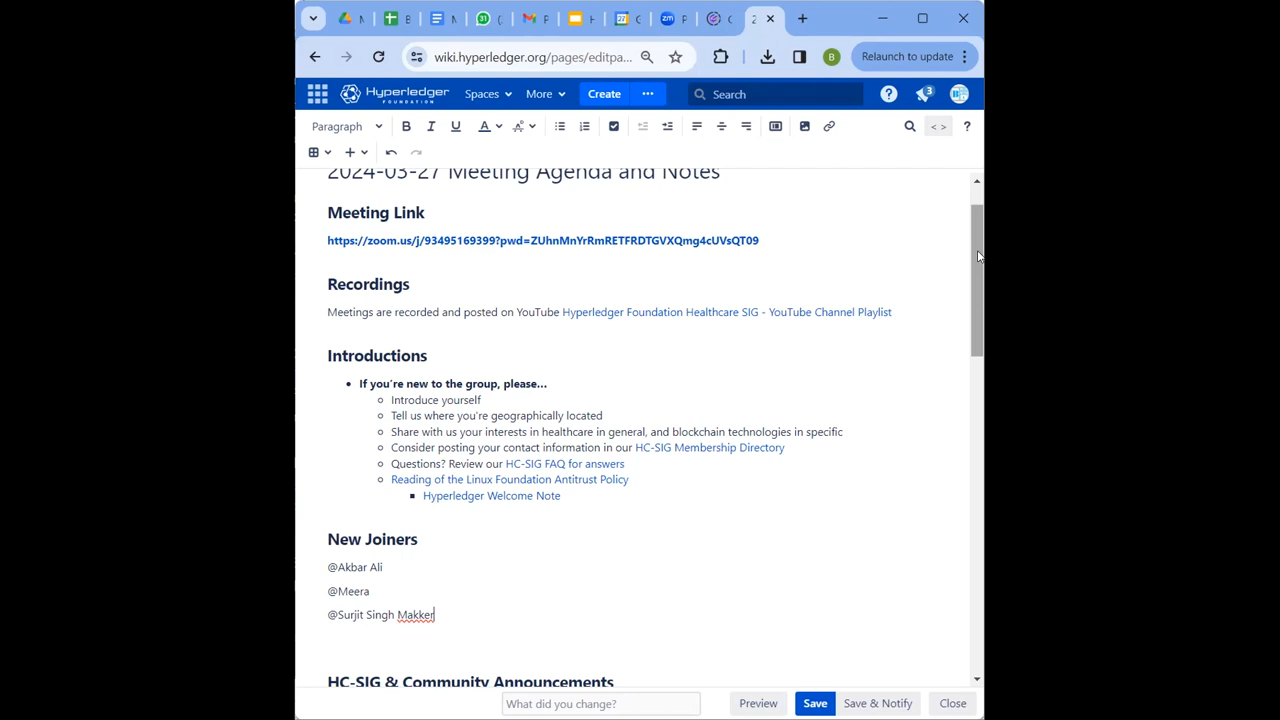 wiki.hyperledger.org/pages/editpa...
Relaunch to update
HYPERLEDGER FOUNDATION
Spaces
More
Create
Search
3
Paragraph
2024-03-27 Meeting Agenda and Notes
Meeting Link
https://zoom.us/j/93495169399?pwd=ZUhnMnYrRmRETFRDTGVXQmg4cUVsQT09
Recordings
Meetings are recorded and posted on YouTube Hyperledger Foundation Healthcare SIG - YouTube Channel Playlist
Introductions
If you're new to the group, please...
Introduce yourself
Tell us where you're geographically located
Share with us your interests in healthcare in general, and blockchain technologies in specific
Consider posting your contact information in our HC-SIG Membership Directory
Questions? Review our HC-SIG FAQ for answers
Reading of the Linux Foundation Antitrust Policy
Hyperledger Welcome Note
New Joiners
@Akbar Ali
@Meera
@Surjit Singh Makker
HC-SIG & Community Announcements
What did you change?
Preview
Save
Save & Notify
Close